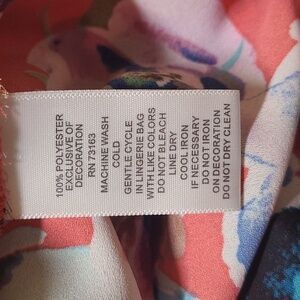 100% POLYESTER
EXCLUSIVE OF
DECORATION
RN 73163
MACHINE WASH
COLD
GENTLE CYCLE
IN LINGERIE BAG
WITH LIKE COLORS
DO NOT BLEACH
LINE DRY
COOL IRON
IF NECESSARY
DO NOT IRON
ON DECORATION
DO NOT DRY CLEAN